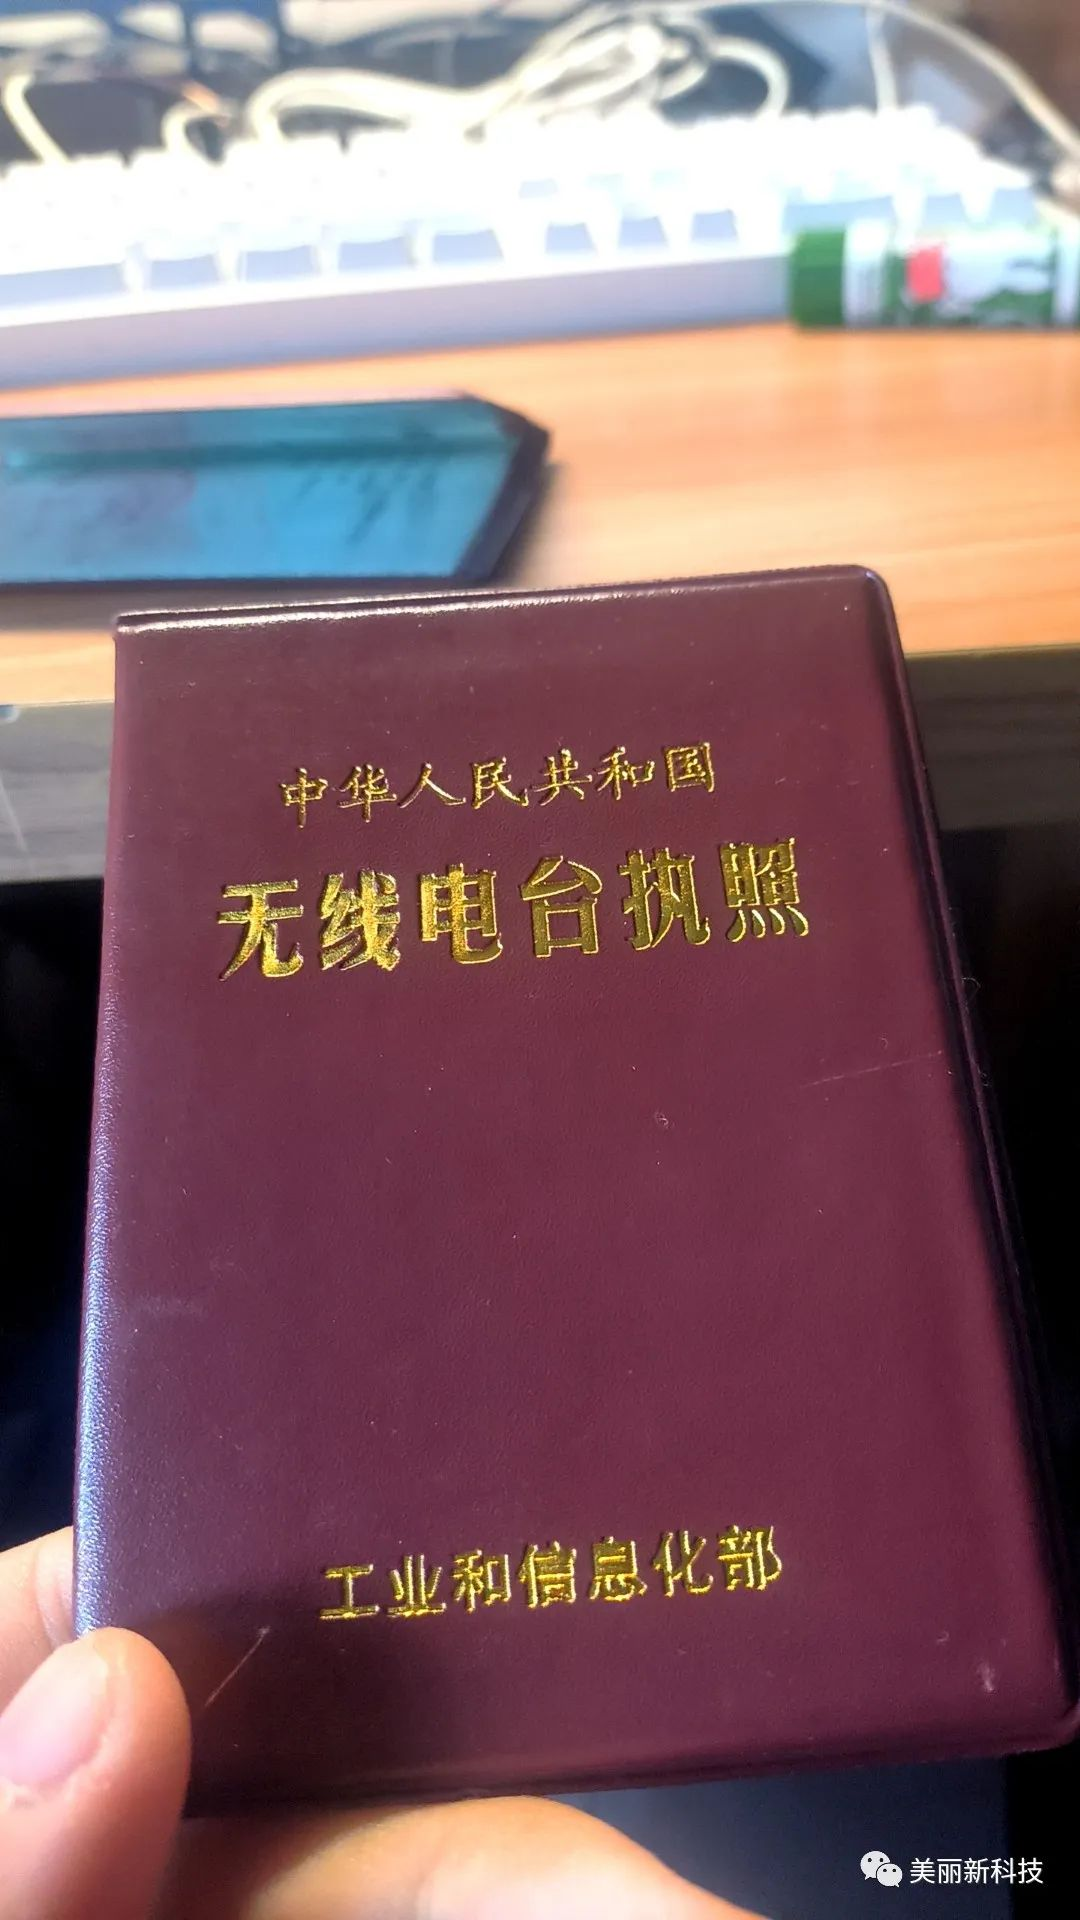 中华人民共和国
无线电台执照
工业和信息化部
美丽新科技